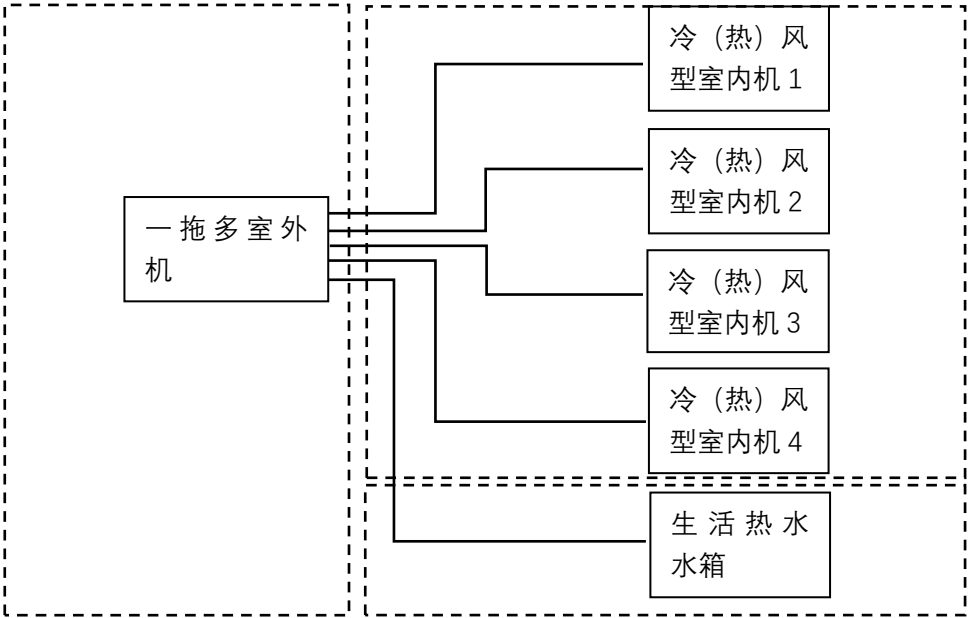 冷（热）风
型室内机 1
冷（热）风
型室内机 2
一拖多室外
机
冷（热）风
型室内机 3
冷（热）风
型室内机 4
生活热水
水箱